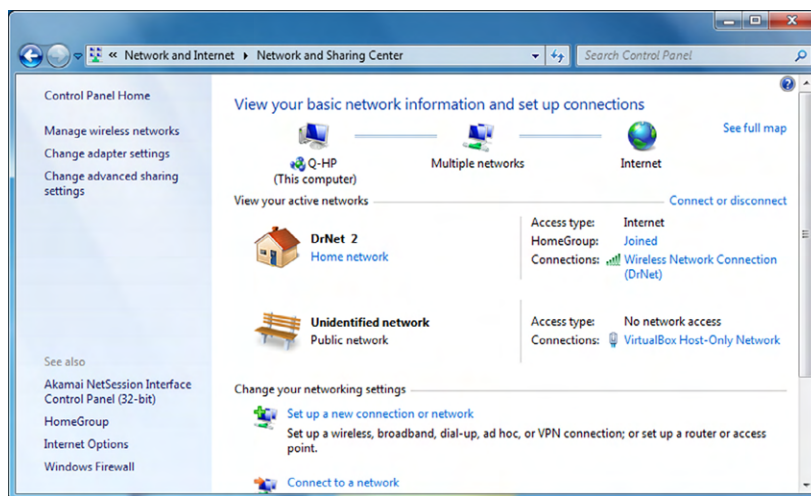 « Network and Internet ▸ Network and Sharing Center
Search Control Panel
Control Panel Home
Manage wireless networks
Change adapter settings
Change advanced sharing
settings
See also
Akamai NetSession Interface
Control Panel (32-bit)
HomeGroup
Internet Options
Windows Firewall
View your basic network information and set up connections
See full map
Q-HP
(This computer)
Multiple networks
Internet
View your active networks
Connect or disconnect
DrNet 2
Home network
Access type: Internet
HomeGroup: Joined
Connections: Wireless Network Connection
(DrNet)
Unidentified network
Public network
Access type: No network access
Connections: VirtualBox Host-Only Network
Change your networking settings
Set up a new connection or network
Set up a wireless, broadband, dial-up, ad hoc, or VPN connection; or set up a router or access
point.
Connect to a network